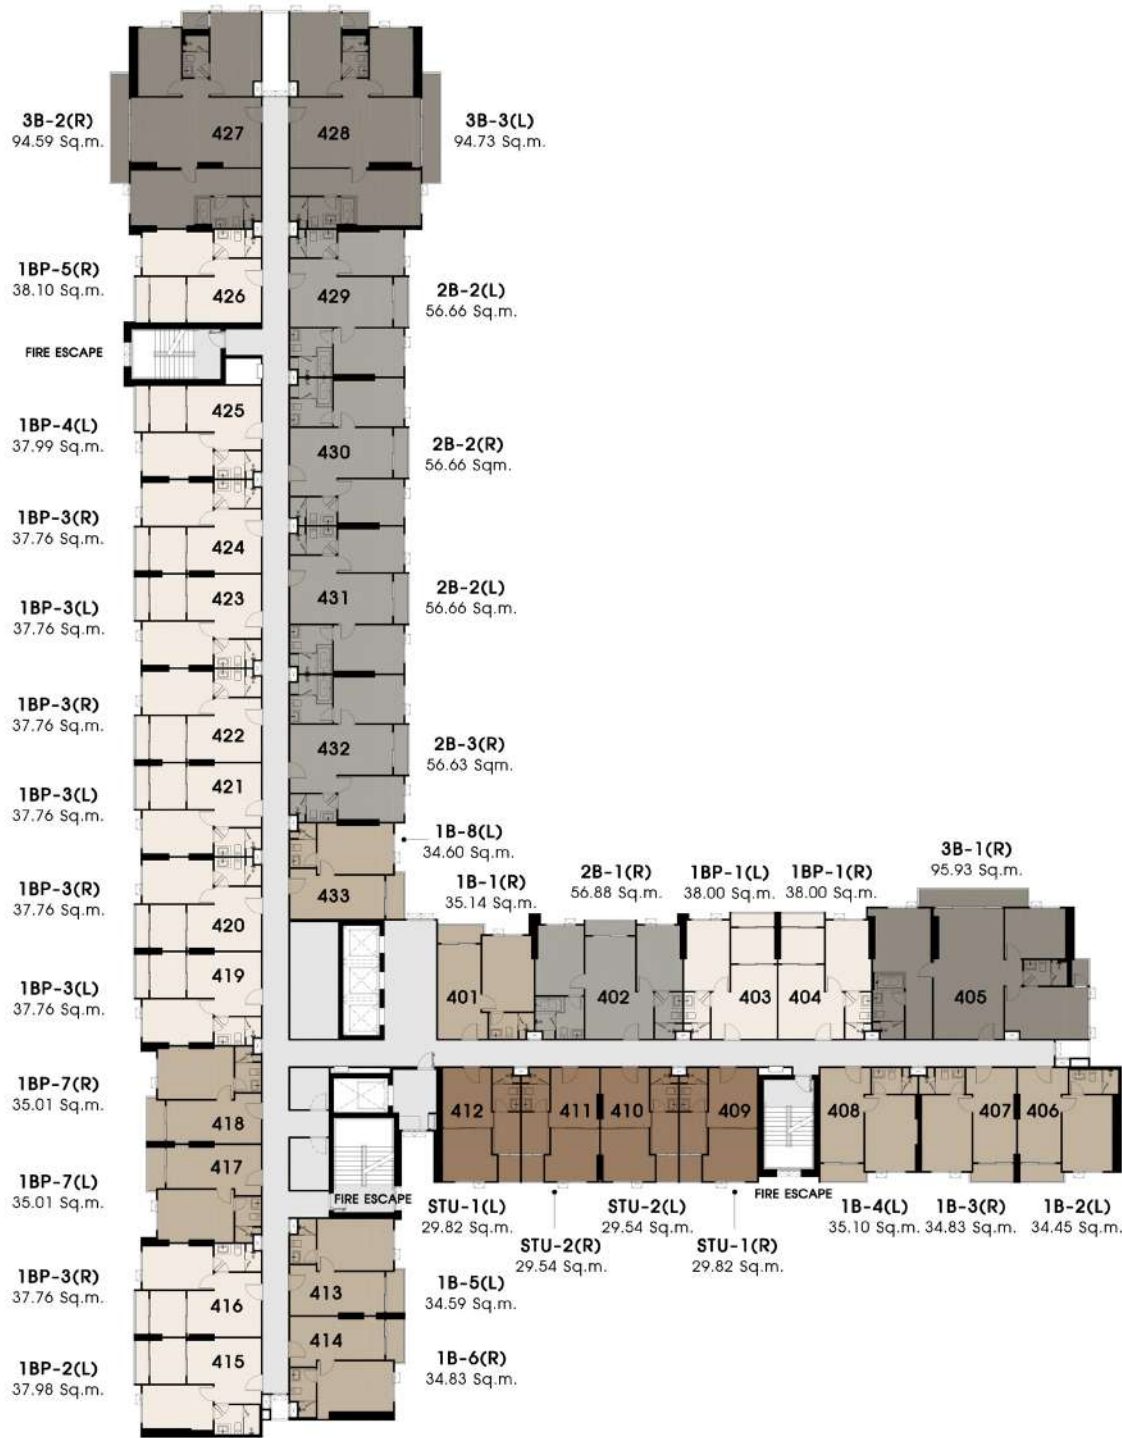 427
428
3B-2(R)
94.59 Sq.m.
3B-3(L)
94.73 Sq.m.
1BP-5(R)
38.10 Sq.m.
426
429
2B-2(L)
56.66 Sq.m.
FIRE ESCAPE
425
1BP-4(L)
37.99 Sq.m.
430
2B-2(R)
56.66 Sqm.
1BP-3(R)
37.76 Sq.m.
424
1BP-3(L)
37.76 Sq.m.
423
431
2B-2(L)
56.66 Sq.m.
1BP-3(R)
37.76 Sq.m.
422
432
2B-3(R)
56.63 Sqm.
1BP-3(L)
37.76 Sq.m.
421
1B-8(L)
34.60 Sq.m.
1BP-3(R)
37.76 Sq.m.
420
433
1B-1(R)
35.14 Sq.m.
2B-1(R)
56.88 Sq.m.
1BP-1(L)
38.00 Sq.m.
1BP-1(R)
38.00 Sq.m.
3B-1(R)
95.93 Sq.m.
1BP-3(L)
37.76 Sq.m.
419
401
402
403
404
405
1BP-7(R)
35.01 Sq.m.
418
412
411
410
409
408
407
406
1BP-7(L)
35.01 Sq.m.
417
FIRE ESCAPE
FIRE ESCAPE
STU-1(L)
29.82 Sq.m.
STU-2(R)
29.54 Sq.m.
STU-2(L)
29.54 Sq.m.
STU-1(R)
29.82 Sq.m.
1B-4(L)
35.10 Sq.m.
1B-3(R)
34.83 Sq.m.
1B-2(L)
34.45 Sq.m.
1BP-3(R)
37.76 Sq.m.
416
413
1B-5(L)
34.59 Sq.m.
1BP-2(L)
37.98 Sq.m.
415
414
1B-6(R)
34.83 Sq.m.